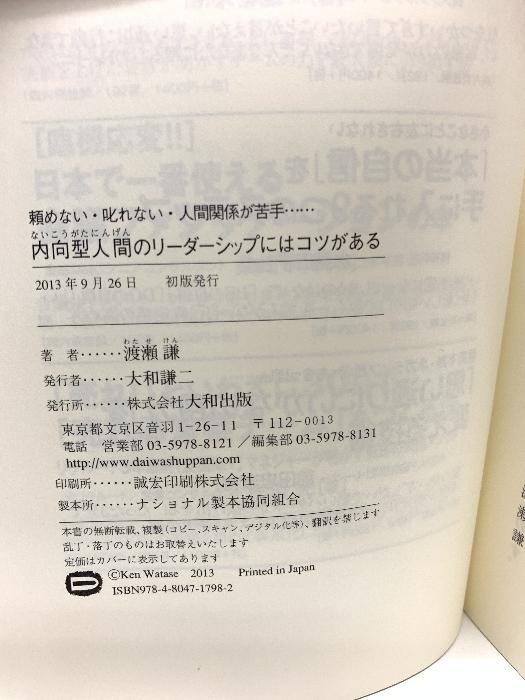 頼めない・叱れない・人間関係が苦手……
ないこうがたにんげん
内向型人間のリーダーシップにはコツがある
2013年9月26日 初版発行
わたせ けん
著 者……渡瀬 謙
発行者……大和謙二
発行所……株式会社大和出版
東京都文京区音羽1-26-11 〒112-0013
電話 営業部03-5978-8121／編集部03-5978-8131
http://www.daiwashuppan.com
印刷所……誠宏印刷株式会社
製本所……ナショナル製本協同組合
本書の無断転載、複製（コピー、スキャン、デジタル化等）、翻訳を禁じます
乱丁・落丁のものはお取替えいたします
定価はカバーに表示してあります
©Ken Watase 2013 Printed in Japan
ISBN978-4-8047-1798-2